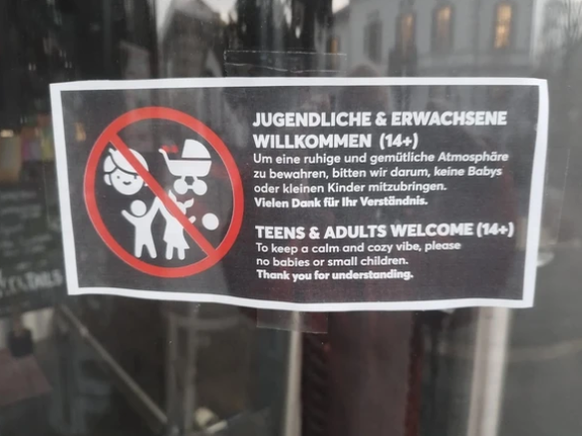 JUGENDLICHE & ERWACHSENE
WILLKOMMEN (14+)
Um eine ruhige und gemütliche Atmosphäre
zu bewahren, bitten wir darum, keine Babys
oder kleinen Kinder mitzubringen.
Vielen Dank für Ihr Verständnis.
TEENS & ADULTS WELCOME (14+)
To keep a calm and cozy vibe, please
no babies or small children.
Thank you for understanding.